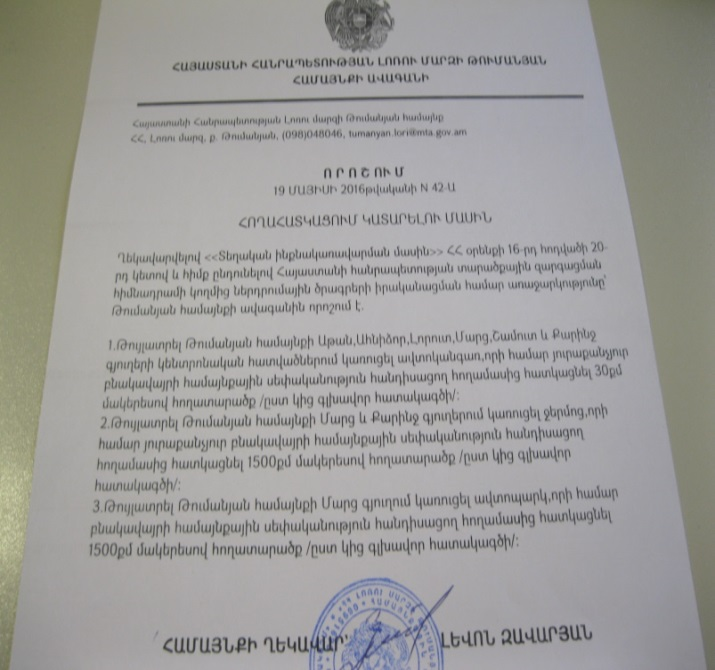 ՀԱՅԱՍՏԱՆԻ ՀԱՆՐԱՊԵՏՈՒԹՅԱՆ ԼՈՌՈՒ ՄԱՐԶԻ ԹՈՒՄԱՆՅԱՆ
ՀԱՄԱՅՆՔԻ ԱՎԱԳԱՆԻ
Հայաստանի Հանրապետության Լոռու մարզի Թումանյան համայնք
ՀՀ, Լոռու մարզ, ք. Թումանյան, (098)048046, tumanyan.lori@mta.gov.am
Ո Ր Ո Շ ՈՒ Մ
19 ՄԱՅԻՍԻ 2016թվականի N 42-Ա
ՀՈՂԱՀԱՏԿԱՑՈՒՄ ԿԱՏԱՐԵԼՈՒ ՄԱՍԻՆ
Ղեկավարվելով <<Տեղական ինքնակառավարման մասին>> ՀՀ օրենքի 16-րդ հոդվածի 20-
րդ կետով և հիմք ընդունելով Հայաստանի հանրապետության տարածքային զարգացման
հիմնադրամի կողմից ներդրումային ծրագրերի իրականացման համար առաջարկությունը՝
Թումանյան համայնքի ավագանին որոշում է.
1.Թույլատրել Թումանյան համայնքի Աթան,Ահնիձոր,Լորուտ,Մարց,Շամուտ և Քարինջ
գյուղերի կենտրոնական հատվածներում կառուցել ավտոկանգառ,որի համար յուրաքանչյուր
բնակավայրի համայնքային սեփականություն հանդիսացող հողամասից հատկացնել 30քմ
մակերեսով հողատարածք /ըստ կից գլխավոր հատակագծի/:
2.Թույլատրել Թումանյան համայնքի Մարց և Քարինջ գյուղերում կառուցել ջերմոց,որի
համար յուրաքանչյուր բնակավայրի համայնքային սեփականություն հանդիսացող
հողամասից հատկացնել 1500քմ մակերեսով հողատարածք /ըստ կից գլխավոր
հատակագծի/:
3.Թույլատրել Թումանյան համայնքի Մարց գյուղում կառուցել ավտոպարկ,որի համար
բնակավայրի համայնքային սեփականություն հանդիսացող հողամասից հատկացնել
1500քմ մակերեսով հողատարածք /ըստ կից գլխավոր հատակագծի/:
ՀԱՄԱՅՆՔԻ ՂԵԿԱՎԱՐ՝ ԼԵՎՈՆ ԶԱՎԱՐՅԱՆ